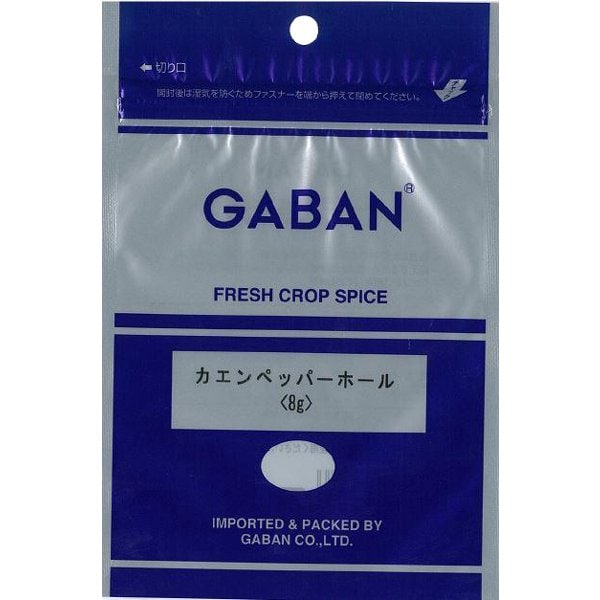 ← 切り口
開封後は湿気を防ぐためファスナーを端から押えて閉めてください。
GABAN®
FRESH CROP SPICE
カエンペッパーホール
〈8g〉
IMPORTED & PACKED BY
GABAN CO.,LTD.